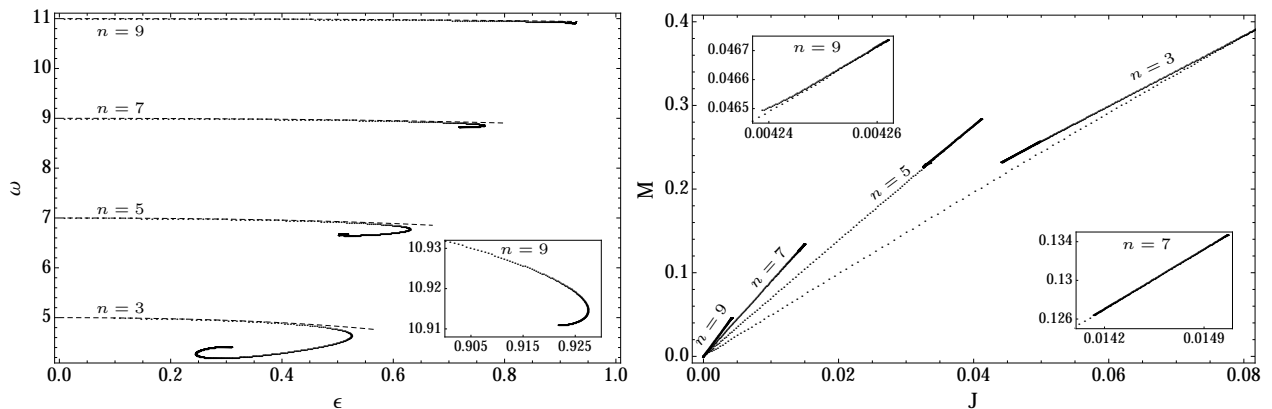 11
10
9
8
7
6
5
ω
n = 9
n = 7
n = 5
n = 3
n = 9
10.93
10.92
10.91
0.905
0.915
0.925
0.0
0.2
0.4
0.6
0.8
1.0
ϵ
0.4
0.3
0.2
0.1
0.0
M
n = 9
0.0467
0.0466
0.0465
0.00424
0.00426
n = 3
n = 5
n = 7
n = 9
n = 7
0.134
0.13
0.126
0.0142
0.0149
0.00
0.02
0.04
0.06
0.08
J